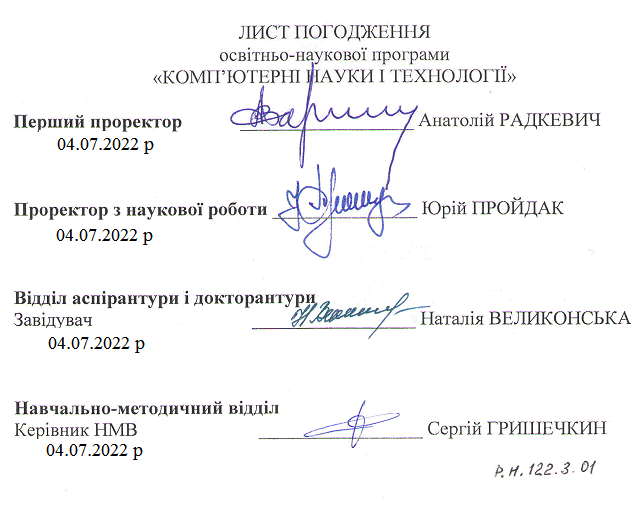 ЛИСТ ПОГОДЖЕННЯ
освітньо-наукової програми
«КОМП’ЮТЕРНІ НАУКИ І ТЕХНОЛОГІЇ»
Перший проректор Анатолій РАДКЕВИЧ
04.07.2022 р
Проректор з наукової роботи Юрій ПРОЙДАК
04.07.2022 р
Відділ аспірантури і докторантури
Завідувач Наталія ВЕЛИКОНСЬКА
04.07.2022 р
Навчально-методичний відділ
Керівник НМВ Сергій ГРИШЕЧКИН
04.07.2022 р
Р.Н.122.3.01